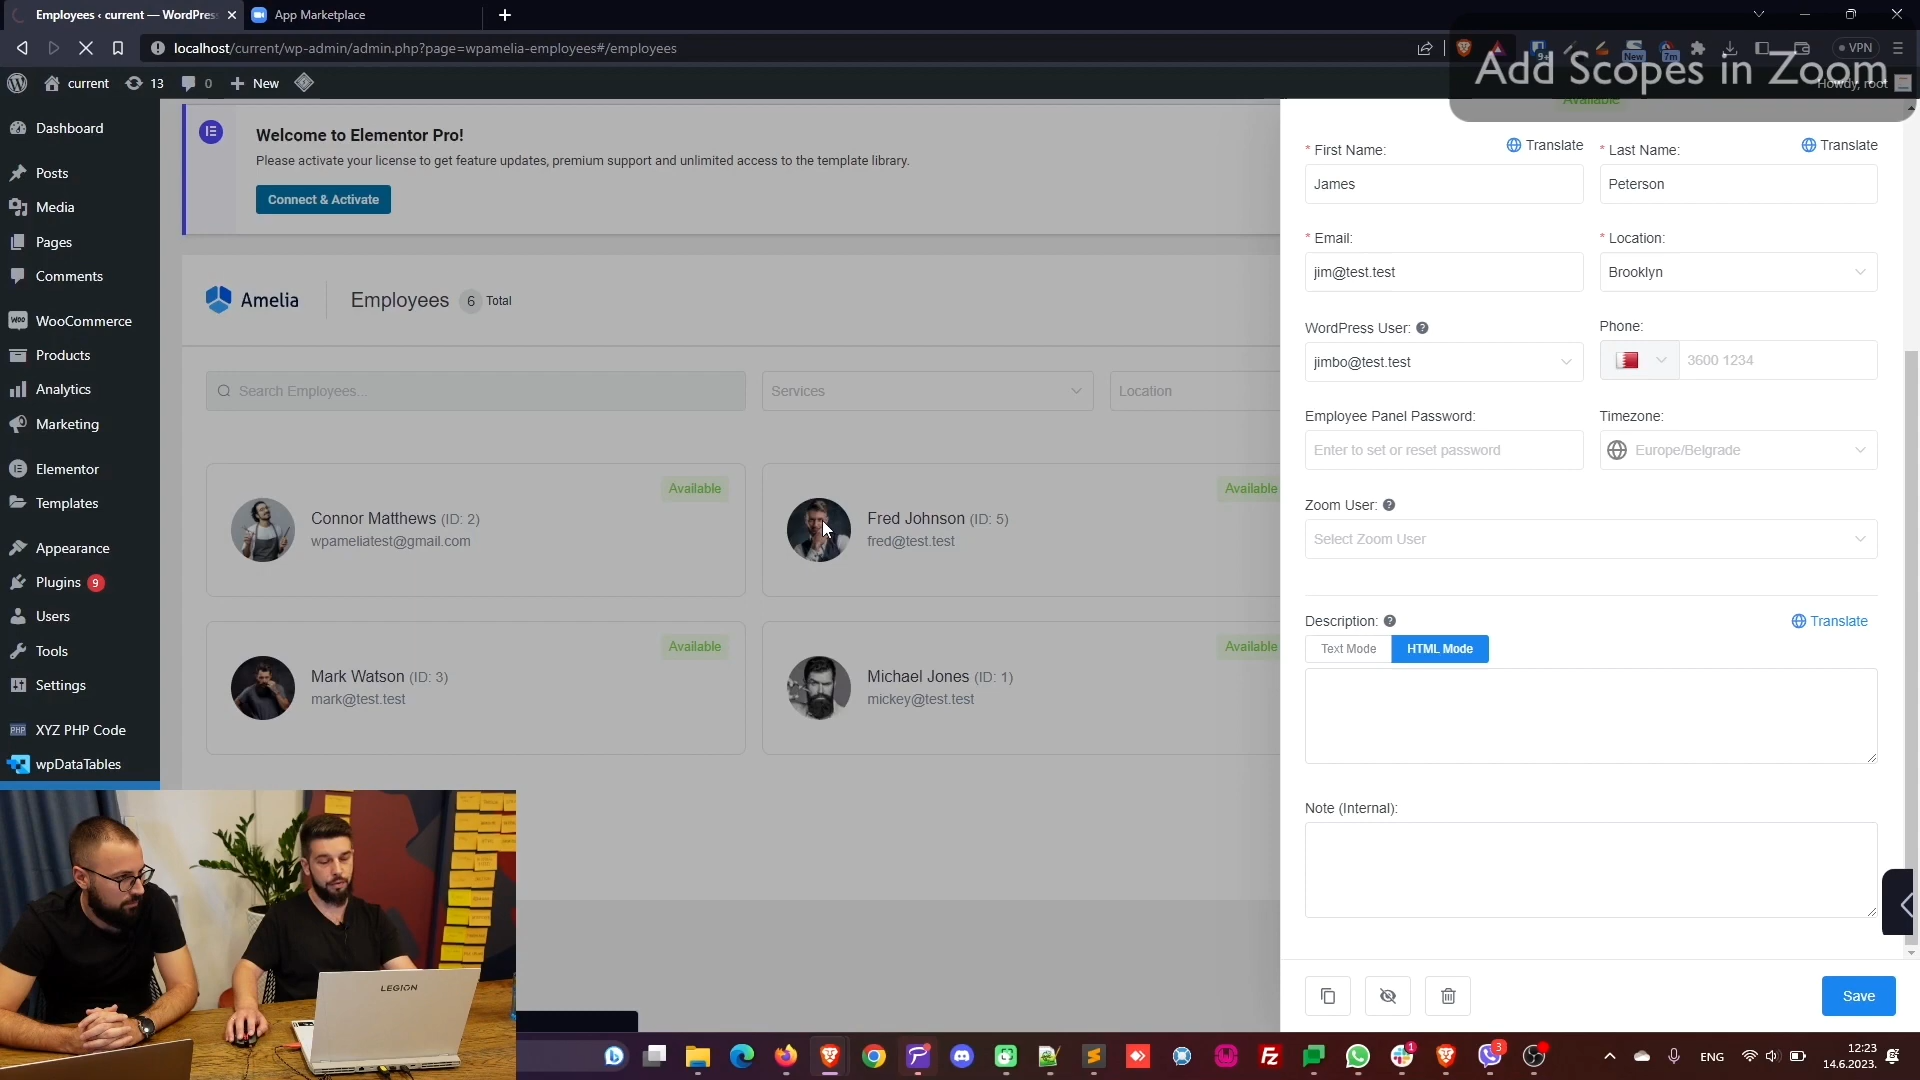 Employees ‹ current — WordPres
App Marketplace
localhost/current/wp-admin/admin.php?page=wpamelia-employees#/employees
VPN
Add Scopes in Zoom
current
13
0
New
Howdy, root
Dashboard
Posts
Media
Pages
Comments
WooCommerce
Products
Analytics
Marketing
Elementor
Templates
Appearance
Plugins 9
Users
Tools
Settings
PHP XYZ PHP Code
wpDataTables
Welcome to Elementor Pro!
Please activate your license to get feature updates, premium support and unlimited access to the template library.
Connect & Activate
Amelia
Employees 6 Total
Search Employees...
Services
Location
Available
Connor Matthews (ID: 2)
wpameliatest@gmail.com
Available
Fred Johnson (ID: 5)
fred@test.test
Available
Mark Watson (ID: 3)
mark@test.test
Available
Michael Jones (ID: 1)
mickey@test.test
Available
* First Name:
Translate
* Last Name:
Translate
James
Peterson
* Email:
* Location:
jim@test.test
Brooklyn
WordPress User:
Phone:
jimbo@test.test
3600 1234
Employee Panel Password:
Timezone:
Enter to set or reset password
Europe/Belgrade
Zoom User:
Select Zoom User
Description:
Translate
Text Mode
HTML Mode
Note (Internal):
Save
LEGION
ENG
12:23
14.6.2023.